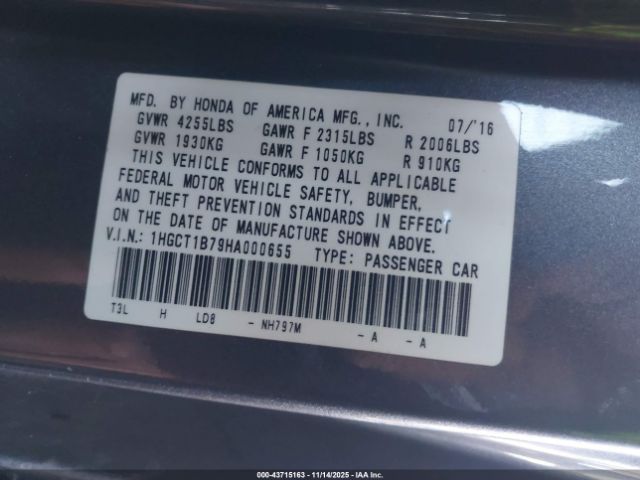 MFD. BY HONDA OF AMERICA MFG., INC. 07/'16
GVWR 4255LBS GAWR F 2315LBS R 2006LBS
GVWR 1930KG GAWR F 1050KG R 910KG
THIS VEHICLE CONFORMS TO ALL APPLICABLE
FEDERAL MOTOR VEHICLE SAFETY, BUMPER,
AND THEFT PREVENTION STANDARDS IN EFFECT
ON THE DATE OF MANUFACTURE SHOWN ABOVE.
V.I.N.: 1HGCT1B79HA000655 TYPE: PASSENGER CAR
T3L H LD8 - NH797M - A - A
000-43715163 - 11/14/2025 - IAA Inc.